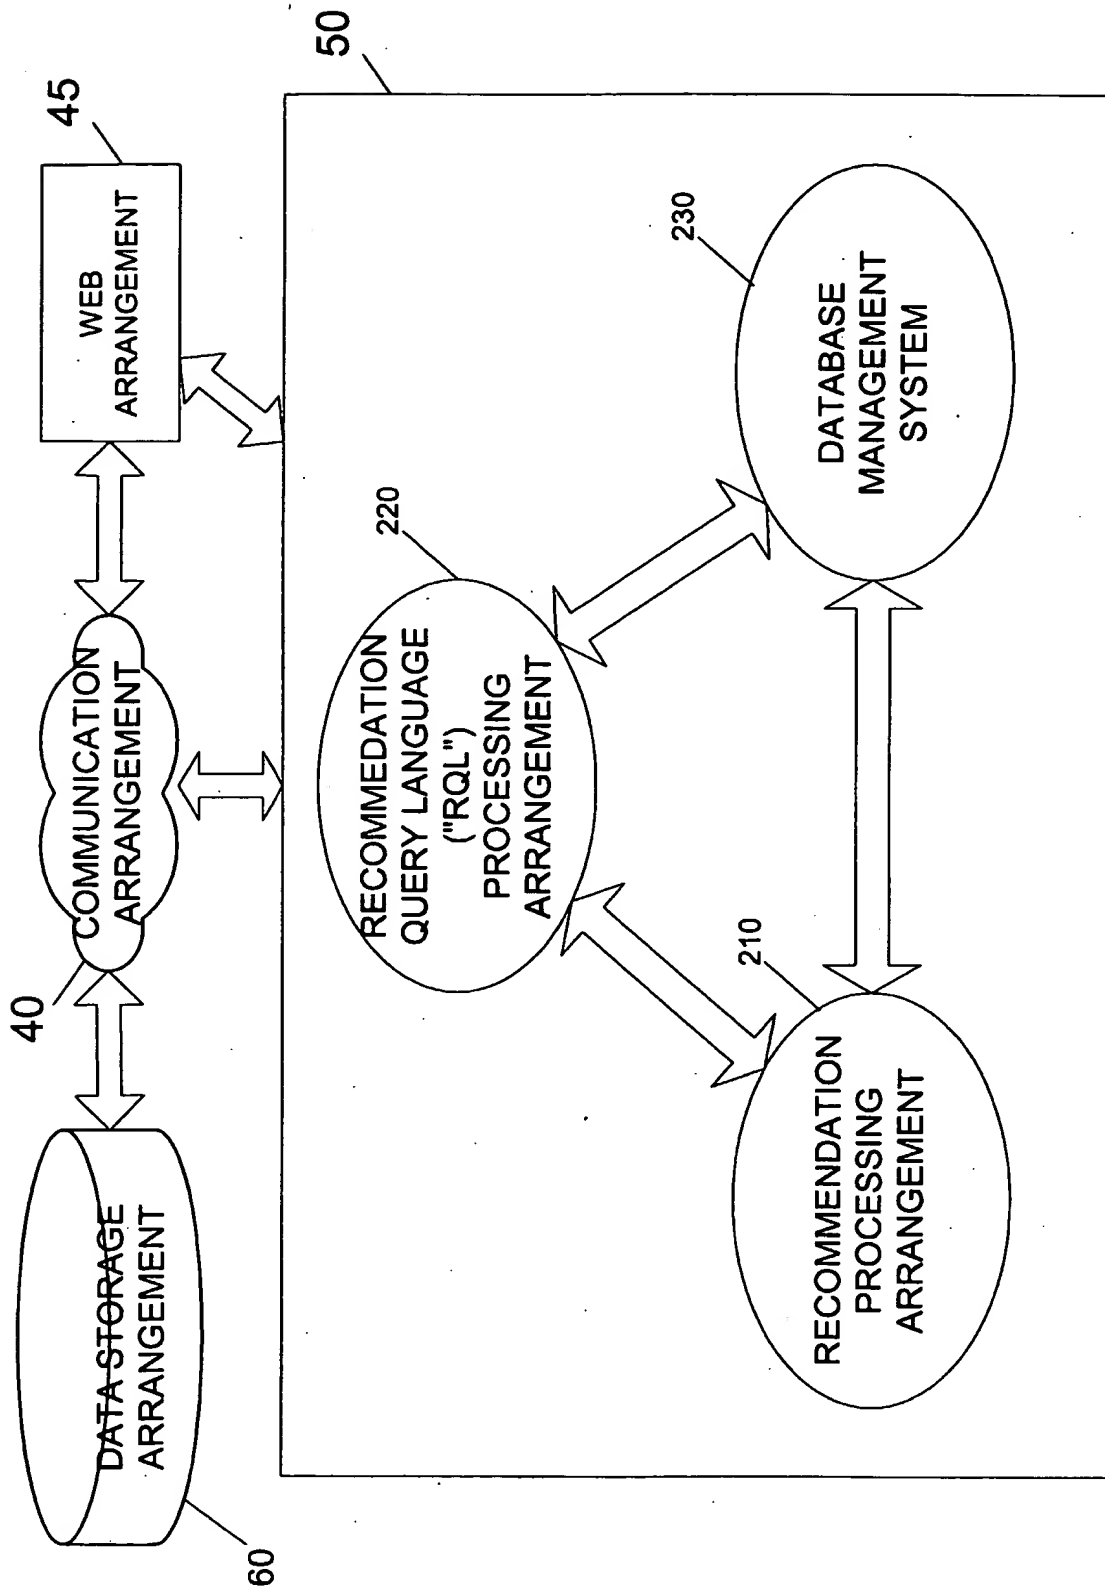 60
DATA STORAGE
ARRANGEMENT
40
COMMUNICATION
ARRANGEMENT
WEB
ARRANGEMENT
45
50
RECOMMEDATION
QUERY LANGUAGE
("RQL")
PROCESSING
ARRANGEMENT
220
230
DATABASE
MANAGEMENT
SYSTEM
210
RECOMMENDATION
PROCESSING
ARRANGEMENT